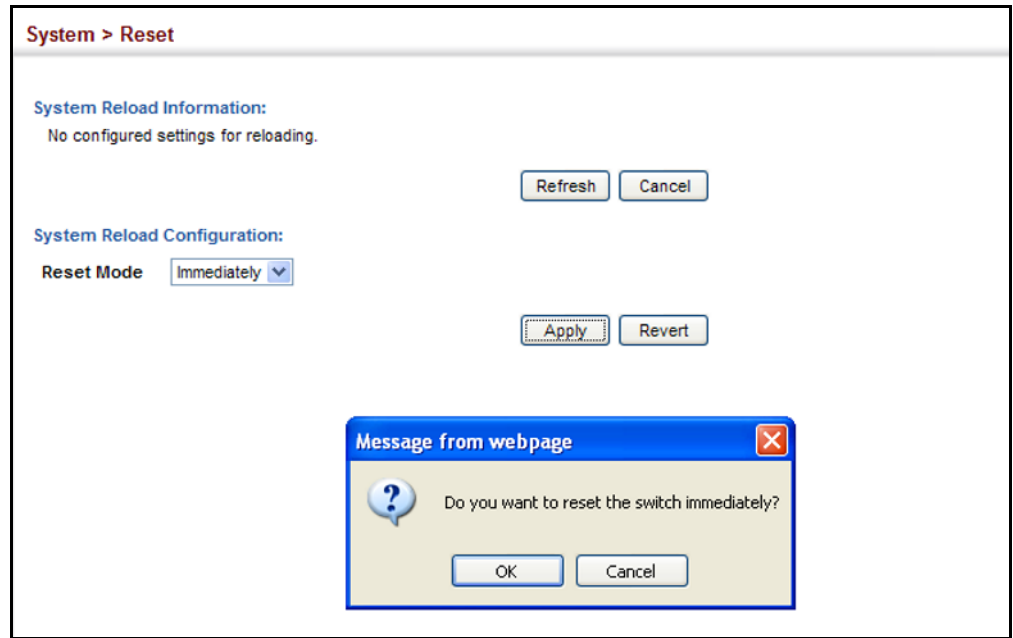 System > Reset
System Reload Information:
No configured settings for reloading.
Refresh Cancel
System Reload Configuration:
Reset Mode Immediately
Apply Revert
Message from webpage
Do you want to reset the switch immediately?
OK Cancel